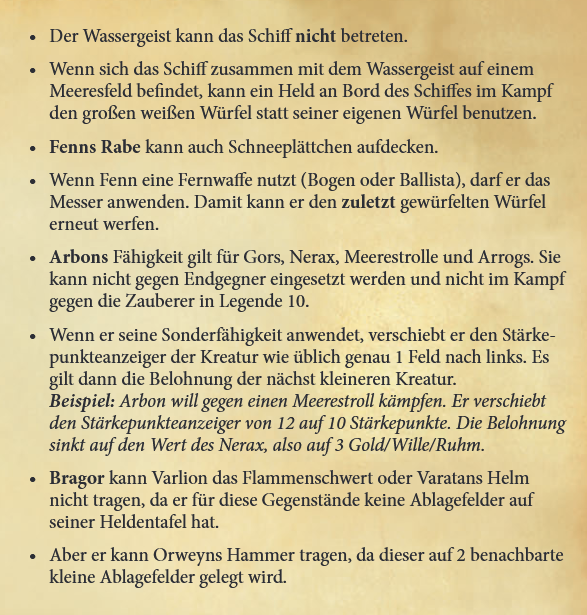 • Der Wassergeist kann das Schiff nicht betreten.
• Wenn sich das Schiff zusammen mit dem Wassergeist auf einem
Meeresfeld befindet, kann ein Held an Bord des Schiffes im Kampf
den großen weißen Würfel statt seiner eigenen Würfel benutzen.
• Fenns Rabe kann auch Schneeplättchen aufdecken.
• Wenn Fenn eine Fernwaffe nutzt (Bogen oder Ballista), darf er das
Messer anwenden. Damit kann er den zuletzt gewürfelten Würfel
erneut werfen.
• Arbons Fähigkeit gilt für Gors, Nerax, Meerestrolle und Arrogs. Sie
kann nicht gegen Endgegner eingesetzt werden und nicht im Kampf
gegen die Zauberer in Legende 10.
• Wenn er seine Sonderfähigkeit anwendet, verschiebt er den Stärke-
punkteanzeiger der Kreatur wie üblich genau 1 Feld nach links. Es
gilt dann die Belohnung der nächst kleineren Kreatur.
Beispiel: Arbon will gegen einen Meerestroll kämpfen. Er verschiebt
den Stärkepunkteanzeiger von 12 auf 10 Stärkepunkte. Die Belohnung
sinkt auf den Wert des Nerax, also auf 3 Gold/Wille/Ruhm.
• Bragor kann Varlion das Flammenschwert oder Varatans Helm
nicht tragen, da er für diese Gegenstände keine Ablagefelder auf
seiner Heldentafel hat.
• Aber er kann Orweyns Hammer tragen, da dieser auf 2 benachbarte
kleine Ablagefelder gelegt wird.